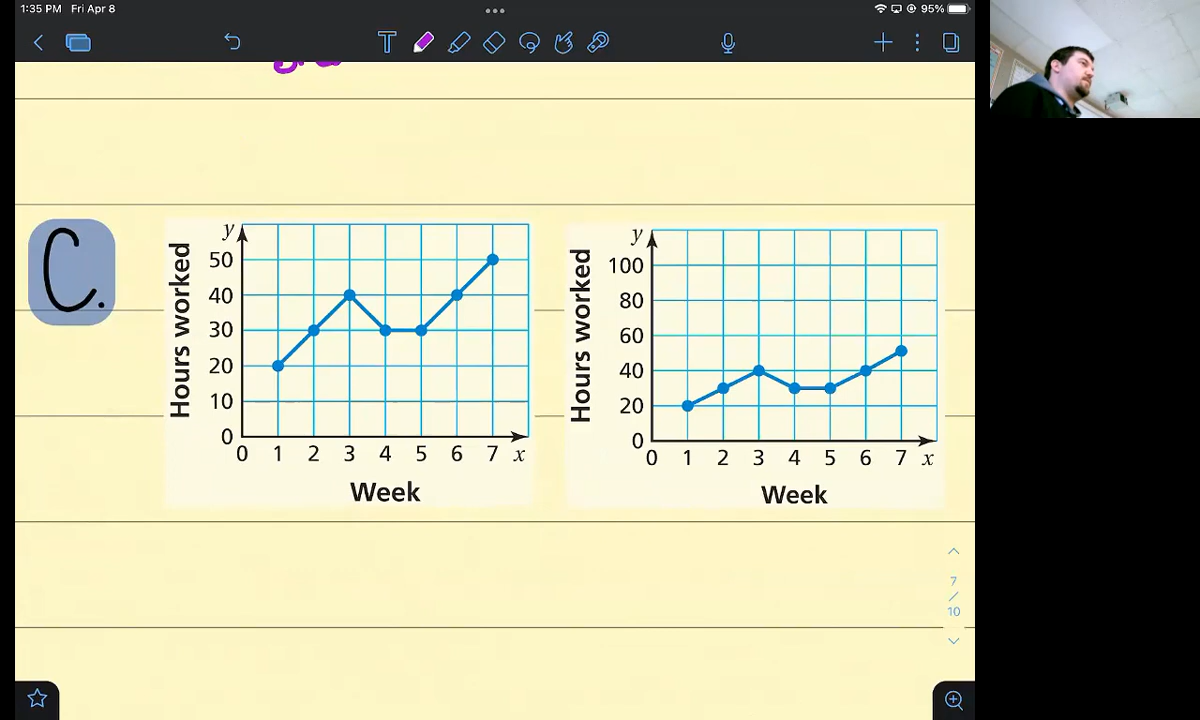 1:35 PM Fri Apr 8
95%
T
C.
y
50
40
30
20
10
0
0 1 2 3 4 5 6 7 x
Hours worked
Week
y
100
80
60
40
20
0
0 1 2 3 4 5 6 7 x
Hours worked
Week
7
/
10